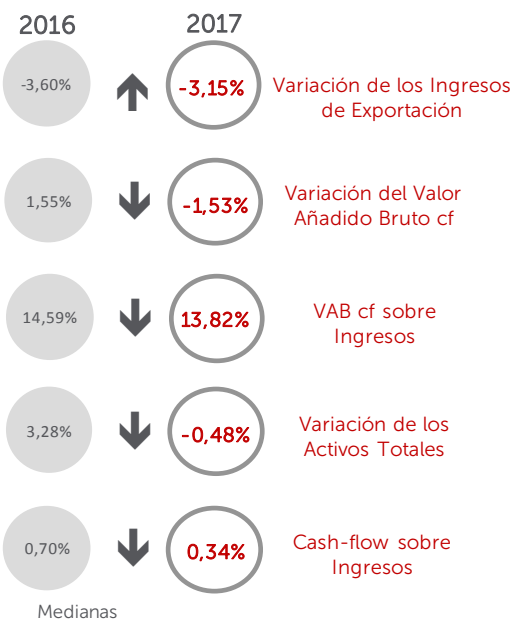 2016
2017
-3,60%
-3,15%
Variación de los Ingresos
de Exportación
1,55%
-1,53%
Variación del Valor
Añadido Bruto cf
14,59%
13,82%
VAB cf sobre
Ingresos
3,28%
-0,48%
Variación de los
Activos Totales
0,70%
0,34%
Cash-flow sobre
Ingresos
Medianas